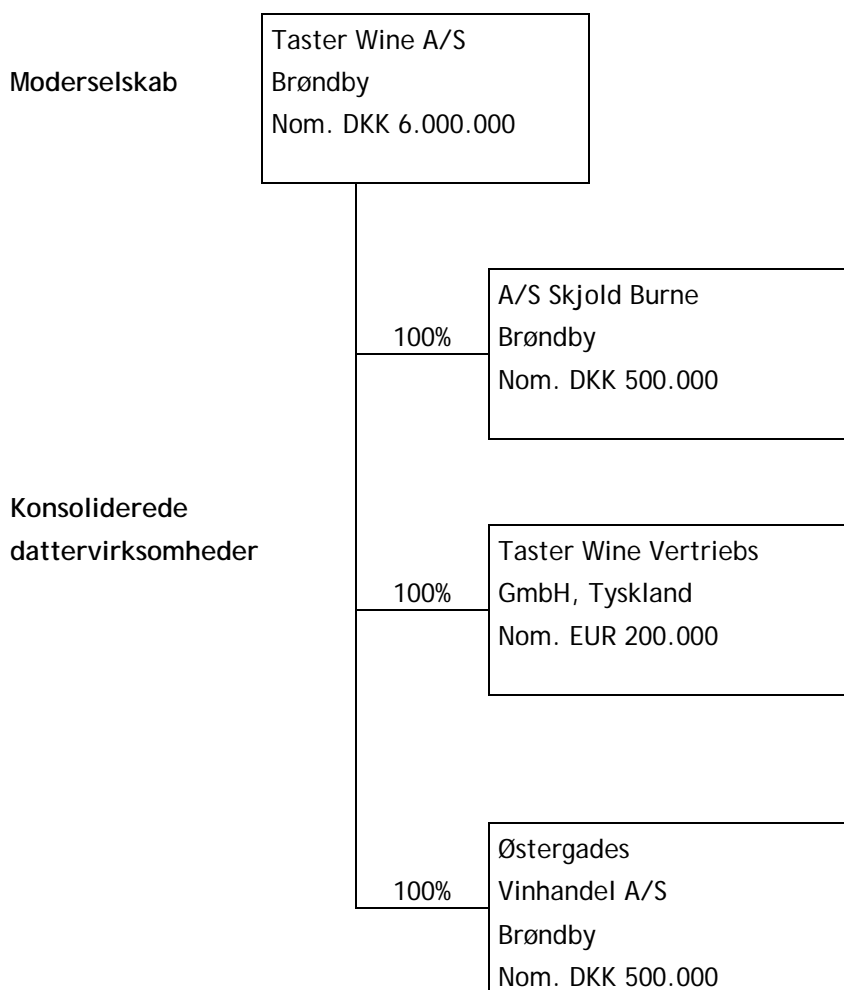 Taster Wine A/S
Moderselskab
Brøndby
Nom. DKK 6.000.000
A/S Skjold Burne
100%
Brøndby
Nom. DKK 500.000
Konsoliderede
dattervirksomheder
Taster Wine Vertriebs
100%
GmbH, Tyskland
Nom. EUR 200.000
Østergades
100%
Vinhandel A/S
Brøndby
Nom. DKK 500.000